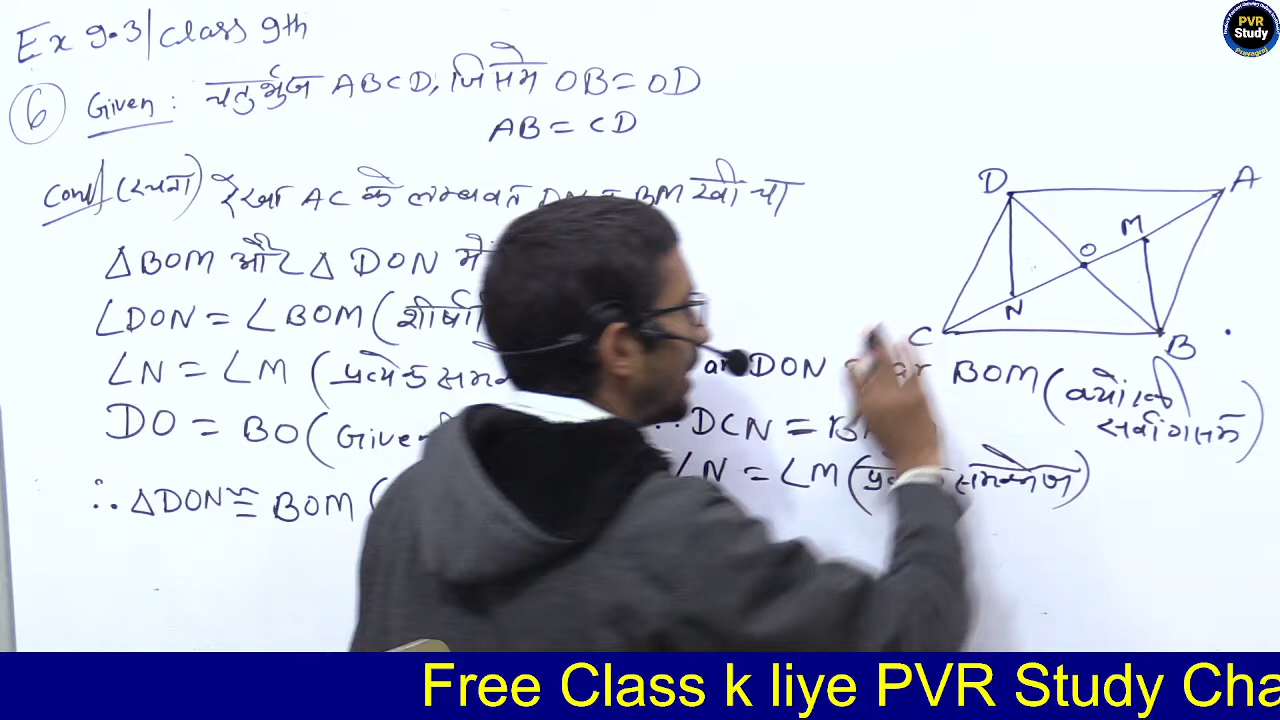 Ex 9.3/class 9th
PVR
Study
Prayagraj
6 Given: चतुर्भुज ABCD, जिसमे OB=OD
AB = CD
Const (रचना) रेखा AC के लम्बवत BM खीचा
△BOM और △ DON में
∠DON = ∠BOM (
∠N = ∠M (प्रत्येक
DO = BO (Given
∴ △DON ≅ BOM (
DON BOM (क्योंकि
सर्वांगसम)
∴ DCN =
∠N = ∠M ( समकोण)
D
A
M
O
N
C
B
Free Class k liye PVR Study Cha